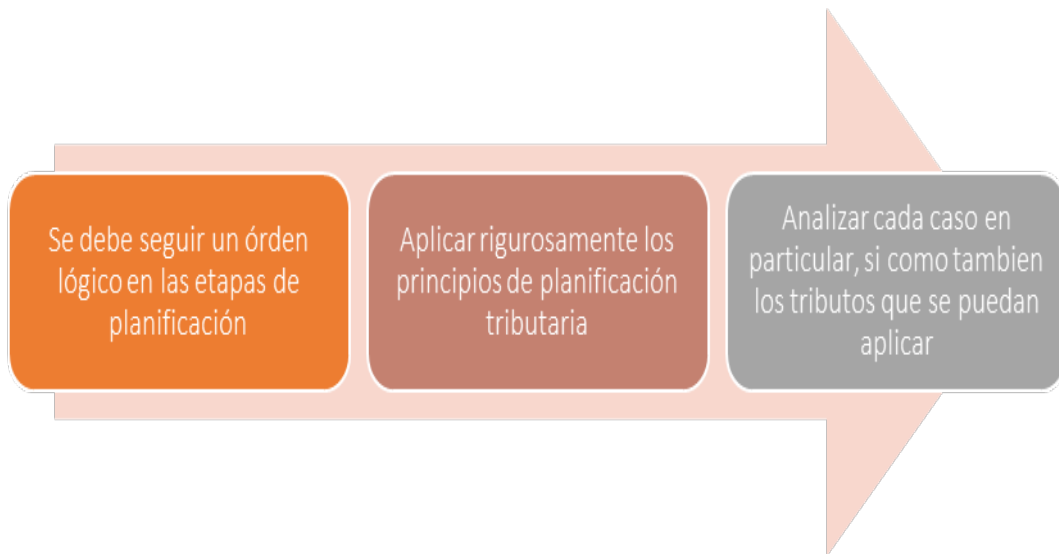 Se debe seguir un órden
lógico en las etapas de
planificación
Aplicar rigurosamente los
principios de planificación
tributaria
Analizar cada caso en
particular, si como tambien
los tributos que se puedan
aplicar